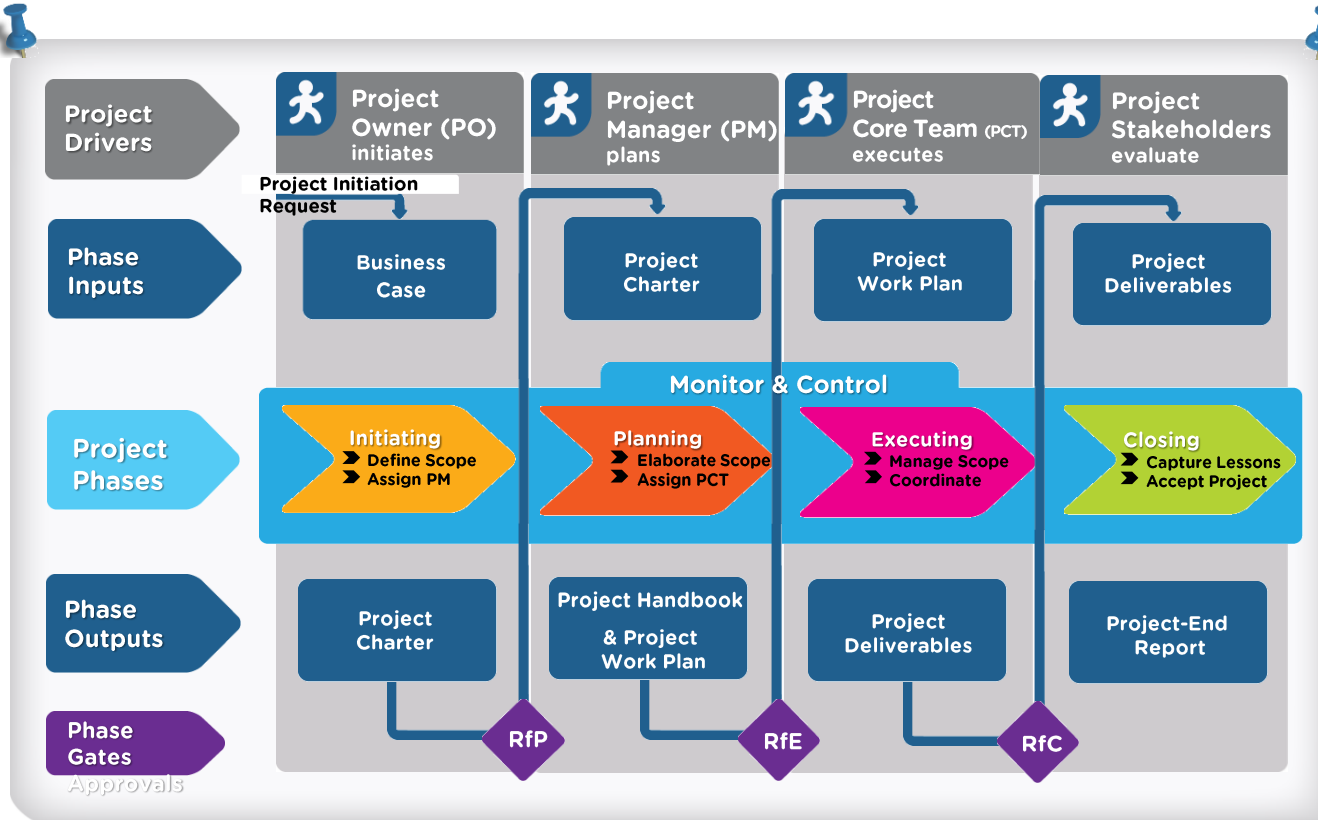 Project
Drivers
Project
Owner (PO)
initiates
Project
Manager (PM)
plans
Project
Core Team (PCT)
executes
Project
Stakeholders
evaluate
Project Initiation
Request
Phase
Inputs
Business
Case
Project
Charter
Project
Work Plan
Project
Deliverables
Monitor & Control
Project
Phases
Initiating
Define Scope
Assign PM
Planning
Elaborate Scope
Assign PCT
Executing
Manage Scope
Coordinate
Closing
Capture Lessons
Accept Project
Phase
Outputs
Project
Charter
Project Handbook
& Project
Work Plan
Project
Deliverables
Project-End
Report
Phase
Gates
Approvals
RfP
RfE
RfC